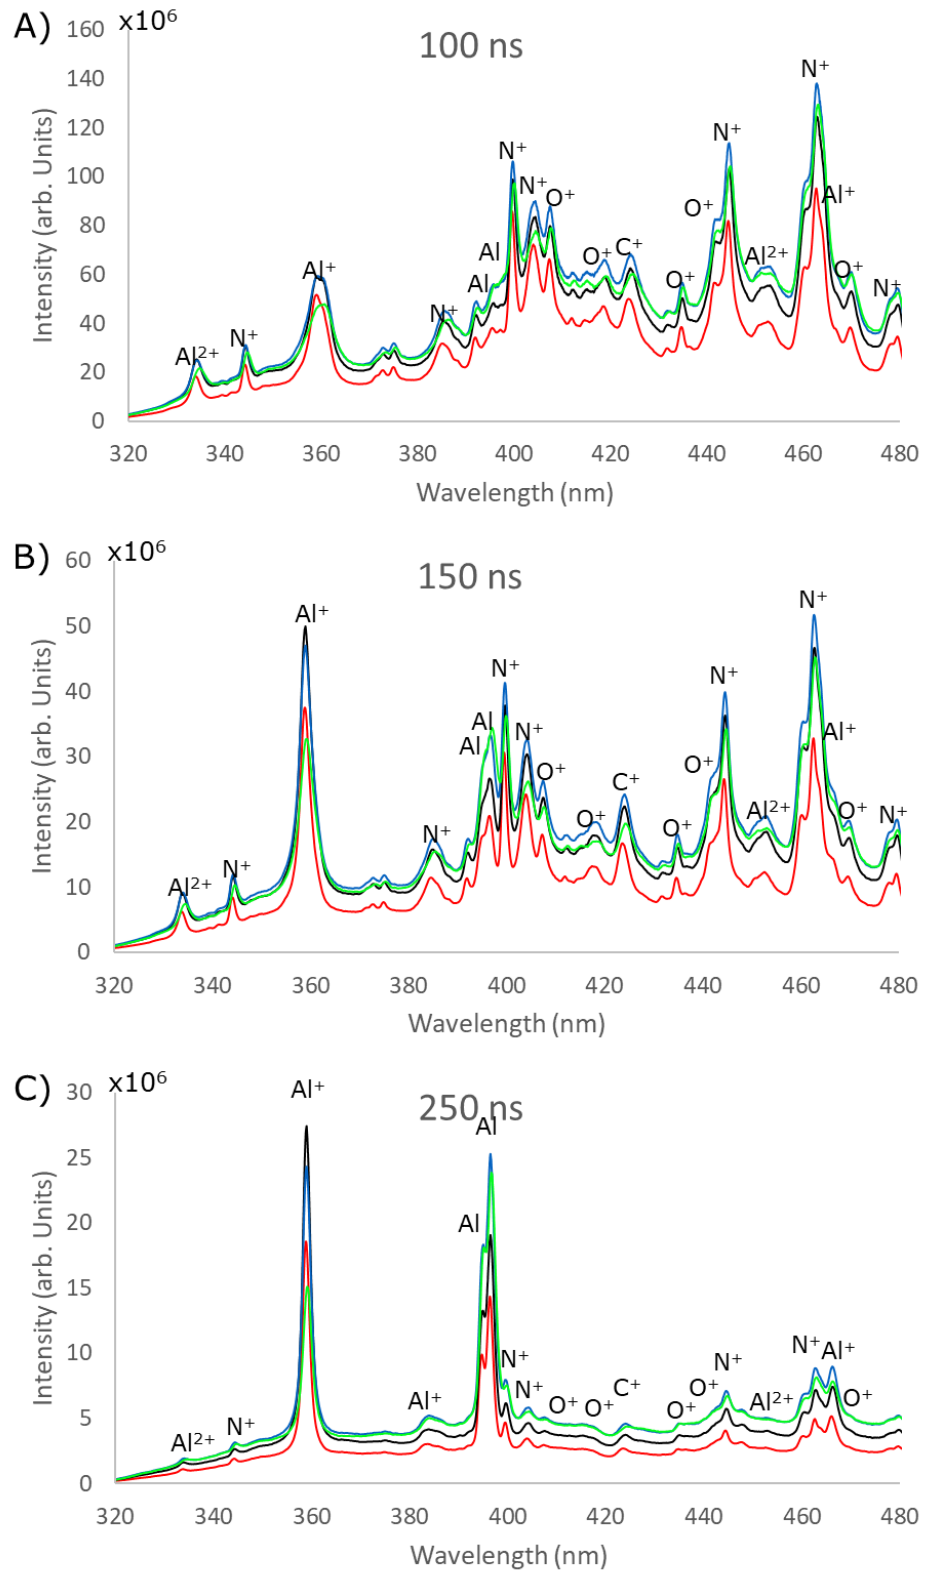 A) x10⁶
100 ns
Intensity (arb. Units)
160
140
120
100
80
60
40
20
0
Al²⁺
N⁺
Al⁺
N⁺
Al
Al
N⁺
N⁺
O⁺
O⁺
C⁺
O⁺
O⁺
N⁺
Al²⁺
N⁺
Al⁺
O⁺
N⁺
320 340 360 380 400 420 440 460 480
Wavelength (nm)
B) x10⁶
150 ns
Intensity (arb. Units)
60
50
40
30
20
10
0
Al²⁺
N⁺
Al⁺
N⁺
Al
Al
N⁺
N⁺
O⁺
O⁺
C⁺
O⁺
O⁺
N⁺
Al²⁺
N⁺
Al⁺
O⁺
N⁺
320 340 360 380 400 420 440 460 480
Wavelength (nm)
C) x10⁶
250 ns
Intensity (arb. Units)
30
25
20
15
10
5
0
Al²⁺
N⁺
Al⁺
Al⁺
Al
Al
N⁺
N⁺
O⁺
O⁺
C⁺
O⁺
O⁺
N⁺
Al²⁺
N⁺
Al⁺
O⁺
320 340 360 380 400 420 440 460 480
Wavelength (nm)